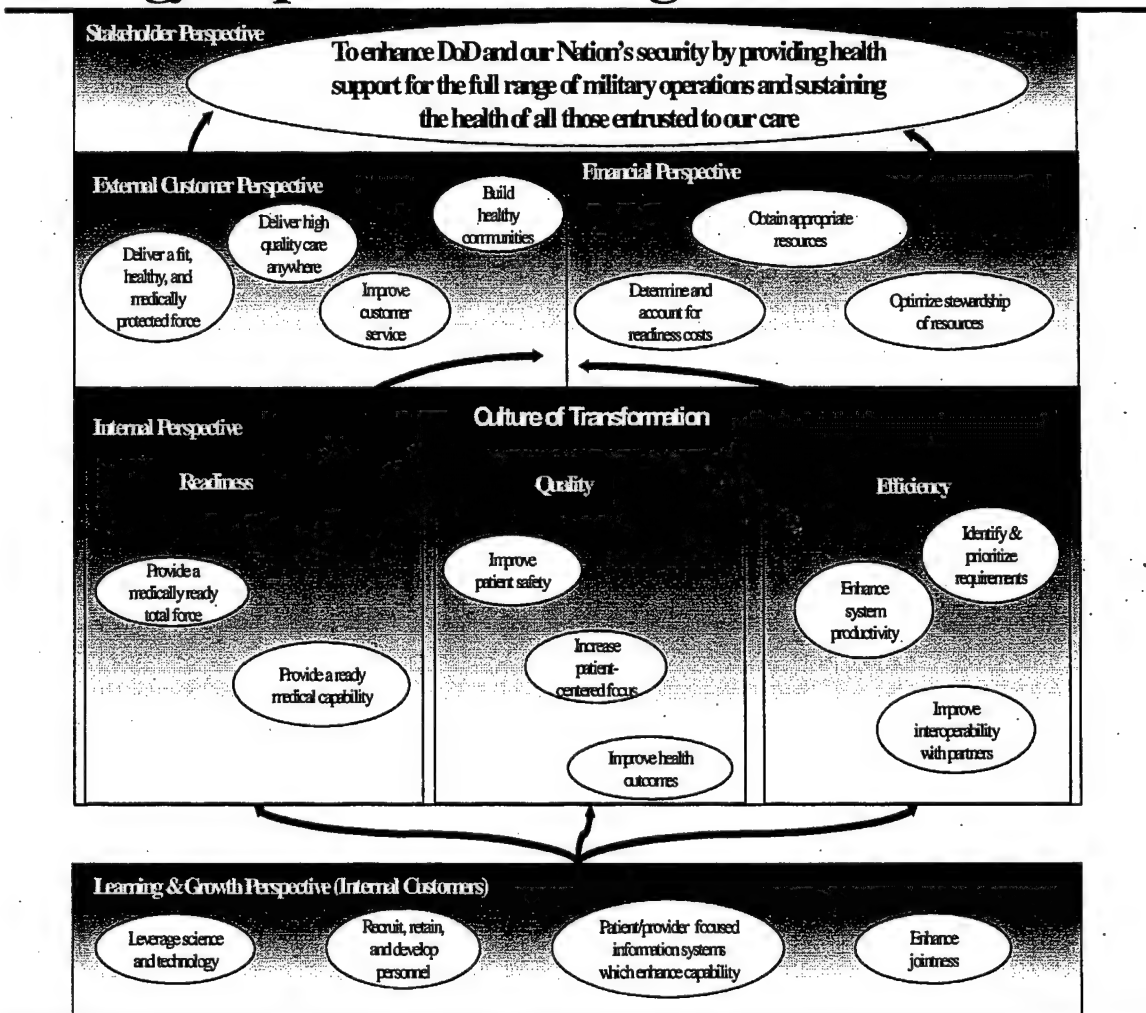 Stakeholder Perspective
To enhance DoD and our Nation's security by providing health
support for the full range of military operations and sustaining
the health of all those entrusted to our care
External Customer Perspective
Deliver a fit,
healthy, and
medically
protected force
Deliver high
quality care
anywhere
Improve
customer
service
Build
healthy
communities
Financial Perspective
Obtain appropriate
resources
Determine and
account for
readiness costs
Optimize stewardship
of resources
Internal Perspective
Culture of Transformation
Readiness
Provide a
medically ready
total force
Provide a ready
medical capability
Quality
Improve
patient safety
Increase
patient-
centered focus
Improve health
outcomes
Efficiency
Identify &
prioritize
requirements
Enhance
system
productivity
Improve
interoperability
with partners
Learning & Growth Perspective (Internal Customers)
Leverage science
and technology
Recruit, retain,
and develop
personnel
Patient/provider focused
information systems
which enhance capability
Enhance
jointness